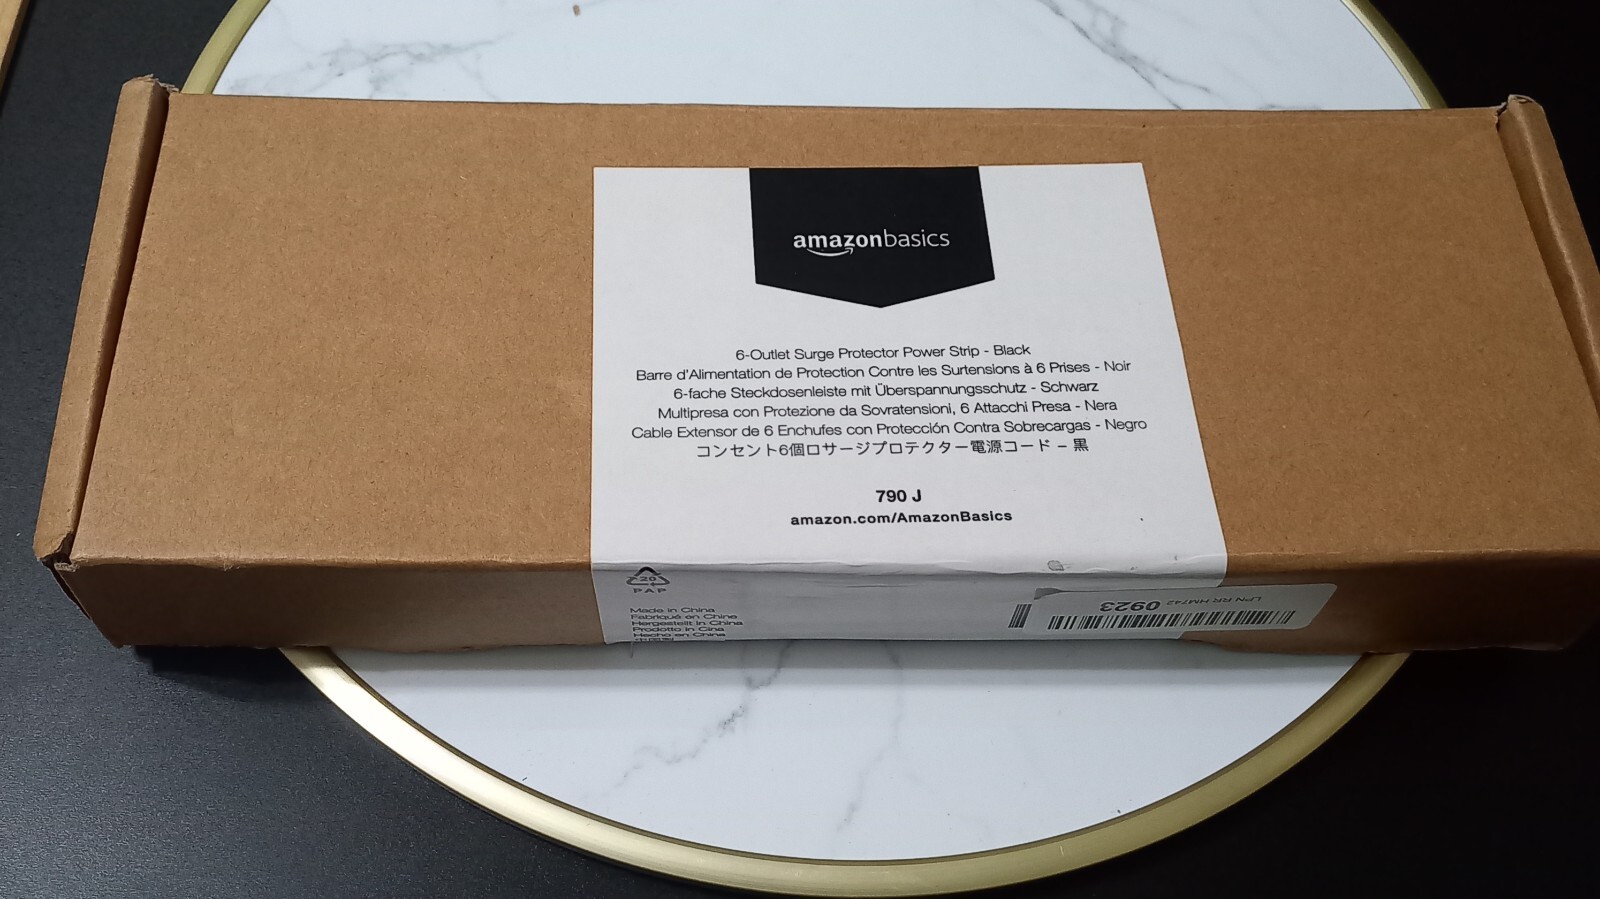 amazonbasics
6-Outlet Surge Protector Power Strip - Black
Barre d'Alimentation de Protection Contre les Surtensions à 6 Prises - Noir
6-fache Steckdosenleiste mit Überspannungsschutz - Schwarz
Multipresa con Protezione da Sovratensioni, 6 Attacchi Presa - Nera
Cable Extensor de 6 Enchufes con Protección Contra Sobrecargas - Negro
コンセント6個口サージプロテクター電源コード – 黒
790 J
amazon.com/AmazonBasics
20
PAP
Made in China
Fabriqué en Chine
Hergestellt in China
Prodotto in Cina
Hecho en China
LPN RR HM742 0923